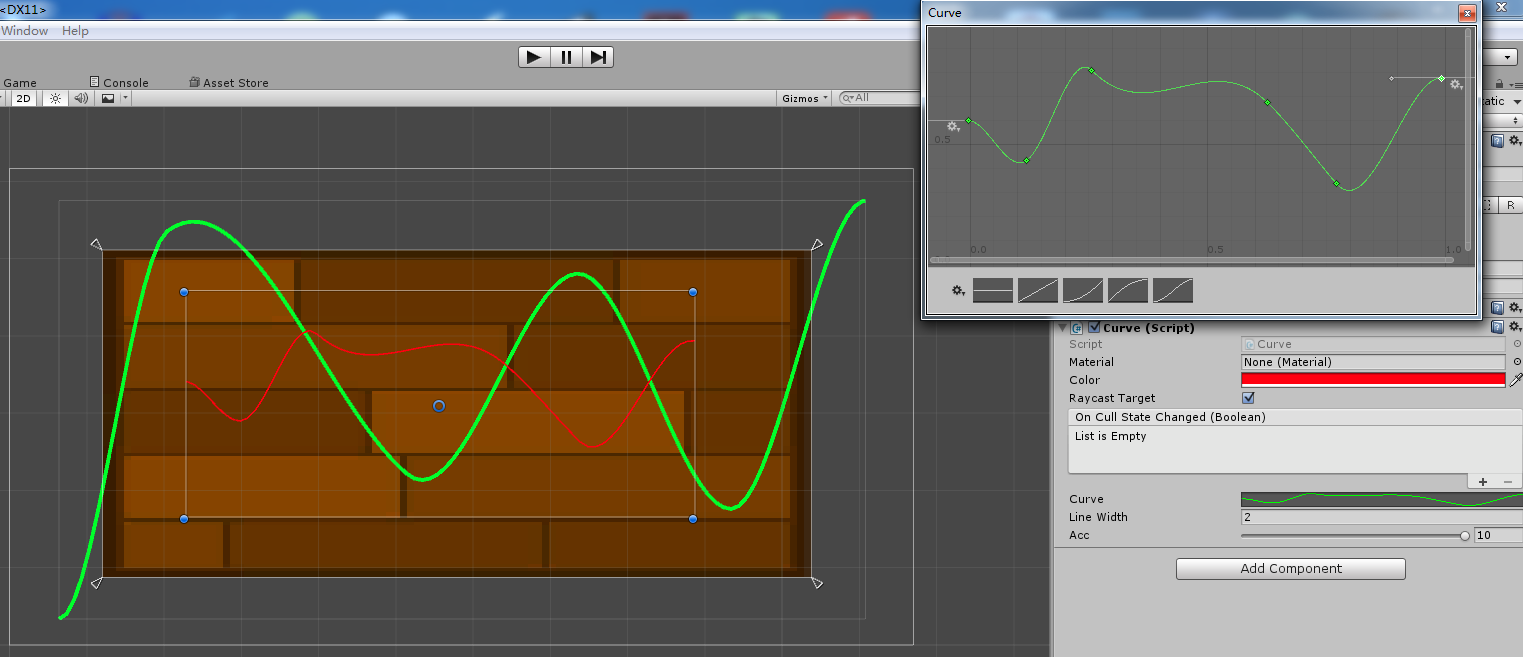 <DX11>
Window Help
Game Console Asset Store
2D Gizmos All
Curve
0.5
0.0 0.5 1.0
tatic
R
Curve (Script)
Script Curve
Material None (Material)
Color
Raycast Target
On Cull State Changed (Boolean)
List is Empty
Curve
Line Width 2
Acc 10
Add Component